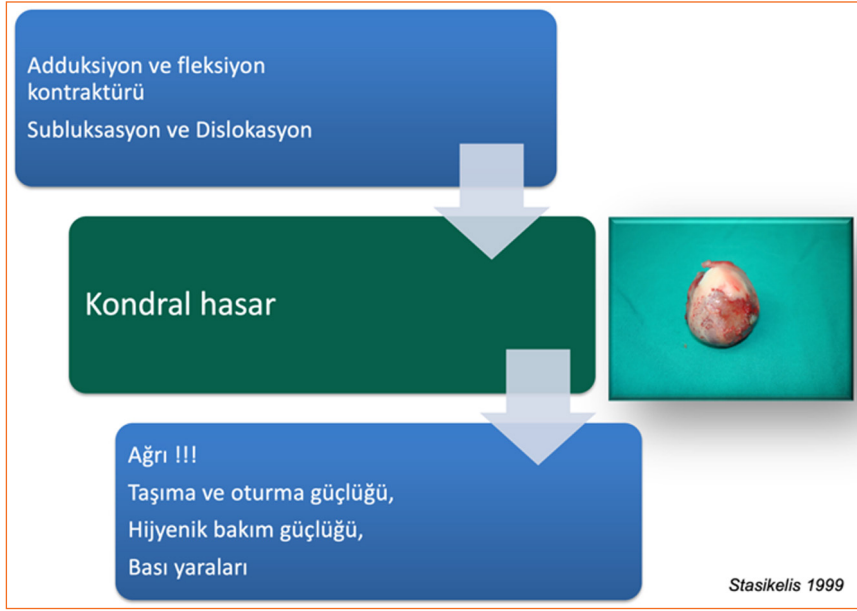 Adduksiyon ve fleksiyon
kontraktürü
Subluksasyon ve Dislokasyon
Kondral hasar
Ağrı !!!
Taşıma ve oturma güçlüğü,
Hijyenik bakım güçlüğü,
Bası yaraları
Stasikelis 1999